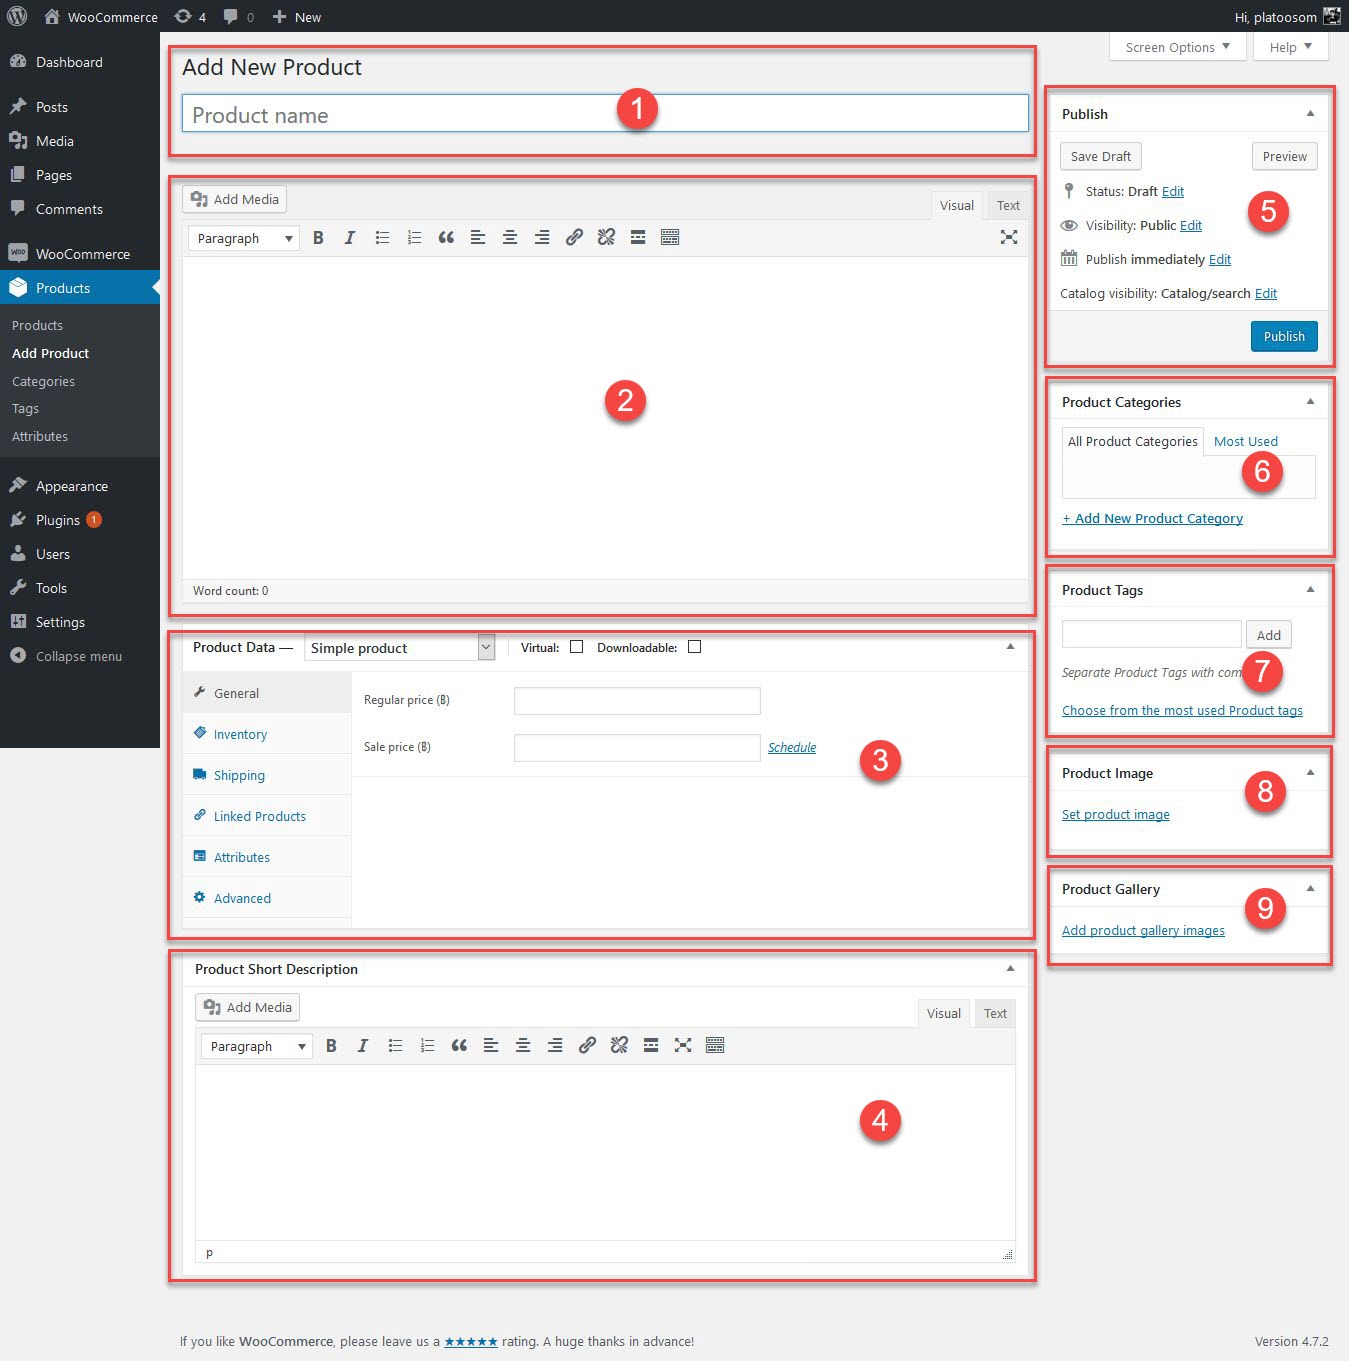 WooCommerce 4 0 New
Hi, platoosom
Screen Options Help
Dashboard
Posts
Media
Pages
Comments
WooCommerce
Products
Products
Add Product
Categories
Tags
Attributes
Appearance
Plugins 1
Users
Tools
Settings
Collapse menu
Add New Product
Product name
1
Add Media
Visual Text
Paragraph B I
2
Word count: 0
Product Data — Simple product Virtual: Downloadable:
General
Inventory
Shipping
Linked Products
Attributes
Advanced
Regular price (฿)
Sale price (฿) Schedule
3
Product Short Description
Add Media
Visual Text
Paragraph B I
4
p
Publish
Save Draft Preview
Status: Draft Edit
5
Visibility: Public Edit
Publish immediately Edit
Catalog visibility: Catalog/search Edit
Publish
Product Categories
All Product Categories Most Used
6
+ Add New Product Category
Product Tags
Add
Separate Product Tags with com
7
Choose from the most used Product tags
Product Image
8
Set product image
Product Gallery
9
Add product gallery images
If you like WooCommerce, please leave us a ★★★★★ rating. A huge thanks in advance!
Version 4.7.2